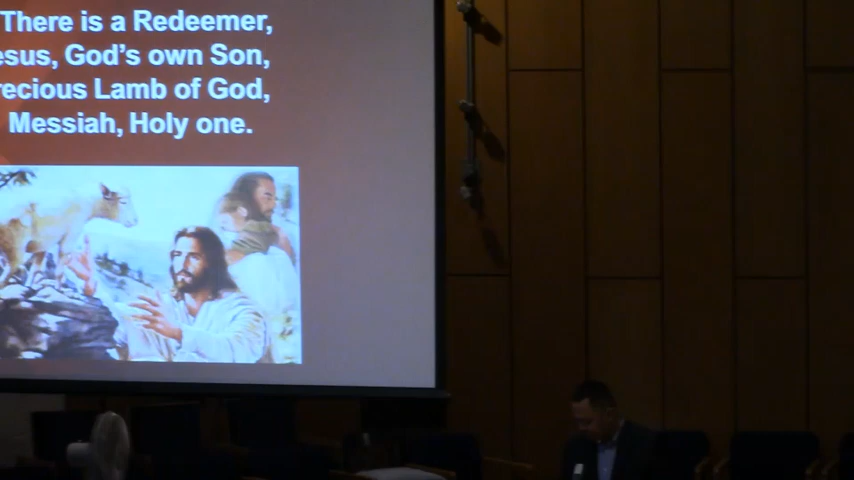 There is a Redeemer,
esus, God's own Son,
recious Lamb of God,
Messiah, Holy one.